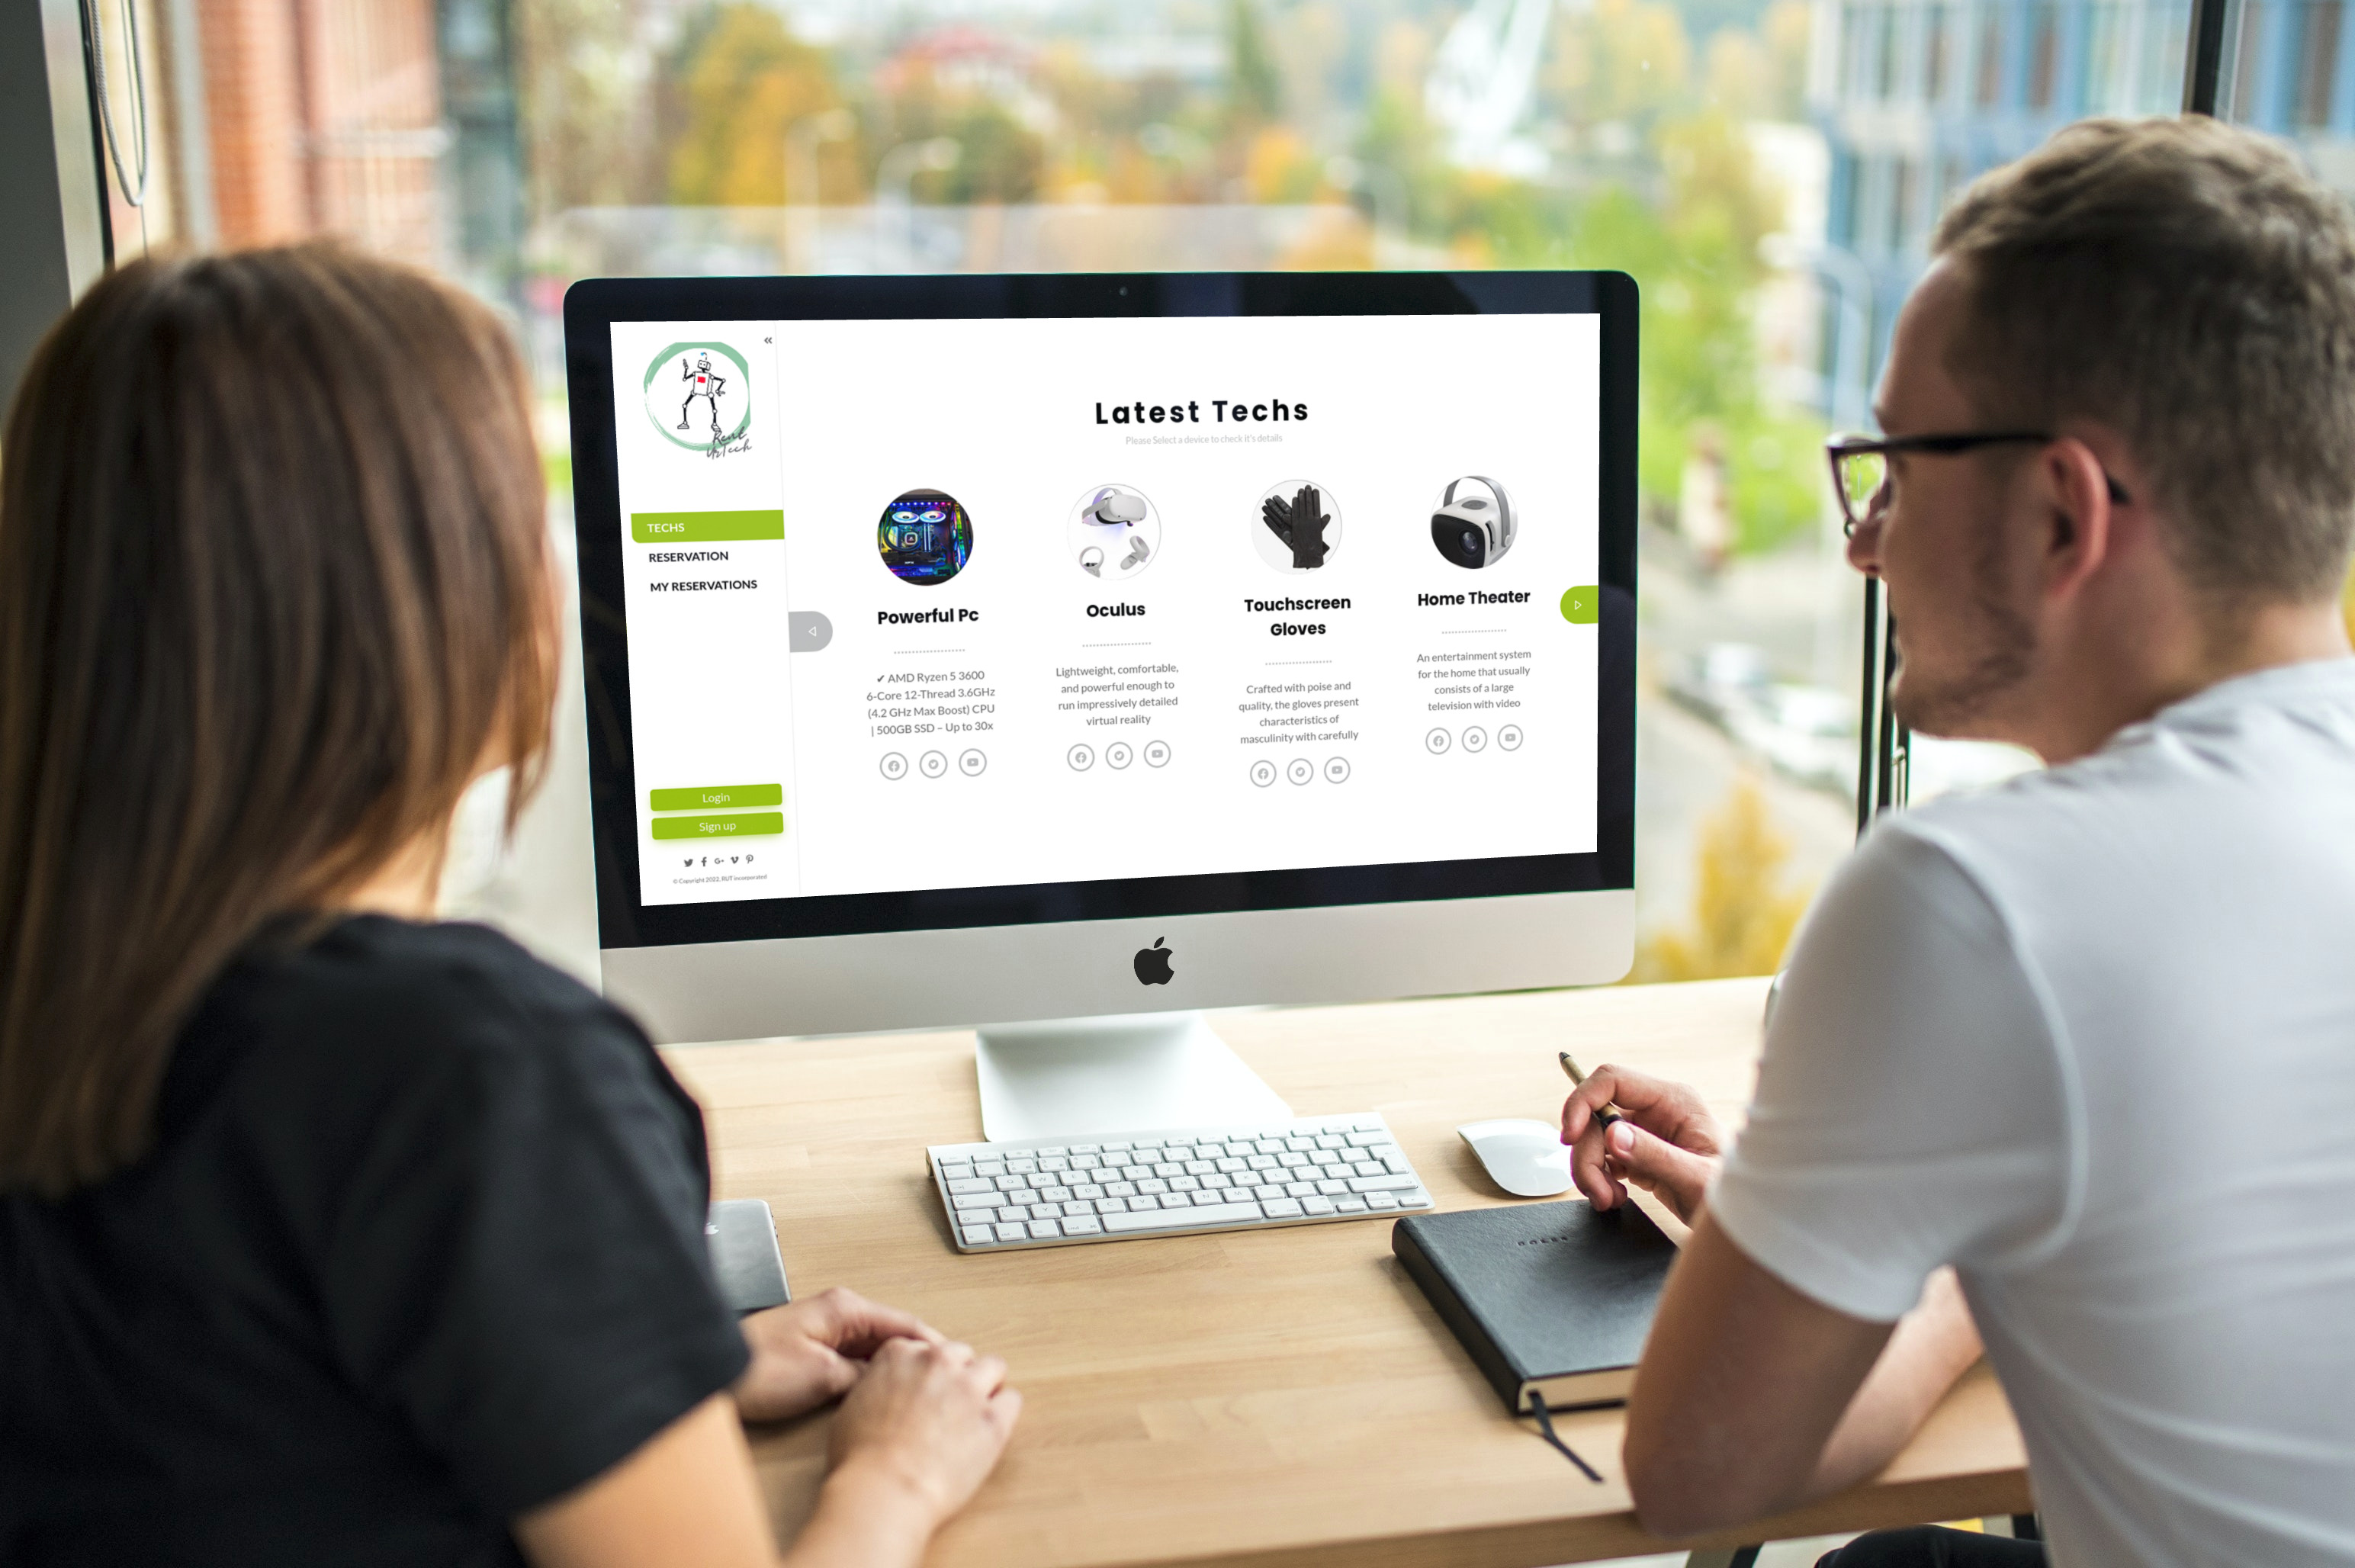 Rent
UrTech
TECHS
RESERVATION
MY RESERVATIONS
Login
Sign up
© Copyright 2022. RUT incorporated
Latest Techs
Please Select a device to check it's details
Powerful Pc
✔ AMD Ryzen 5 3600
6-Core 12-Thread 3.6GHz
(4.2 GHz Max Boost) CPU
| 500GB SSD – Up to 30x
Oculus
Lightweight, comfortable,
and powerful enough to
run impressively detailed
virtual reality
Touchscreen
Gloves
Crafted with poise and
quality, the gloves present
characteristics of
masculinity with carefully
Home Theater
An entertainment system
for the home that usually
consists of a large
television with video